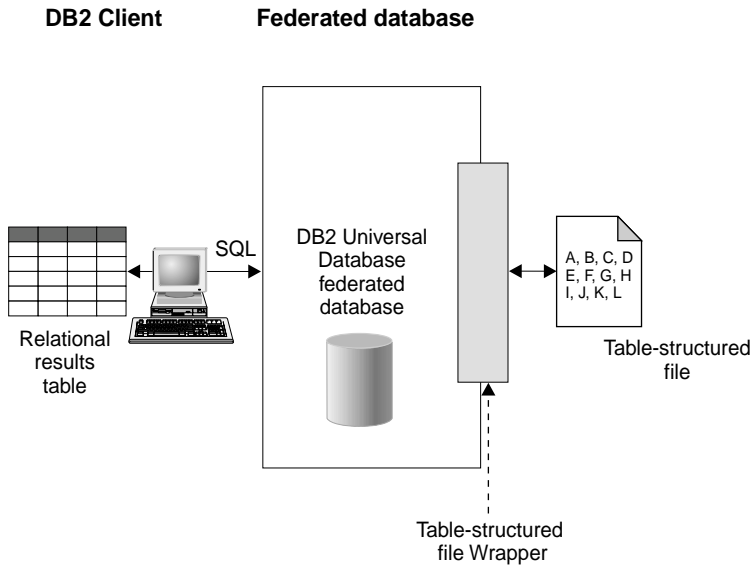 DB2 Client
Federated database
SQL
DB2 Universal
Database
federated
database
A, B, C, D
E, F, G, H
I, J, K, L
Relational
results
table
Table-structured
file
Table-structured
file Wrapper